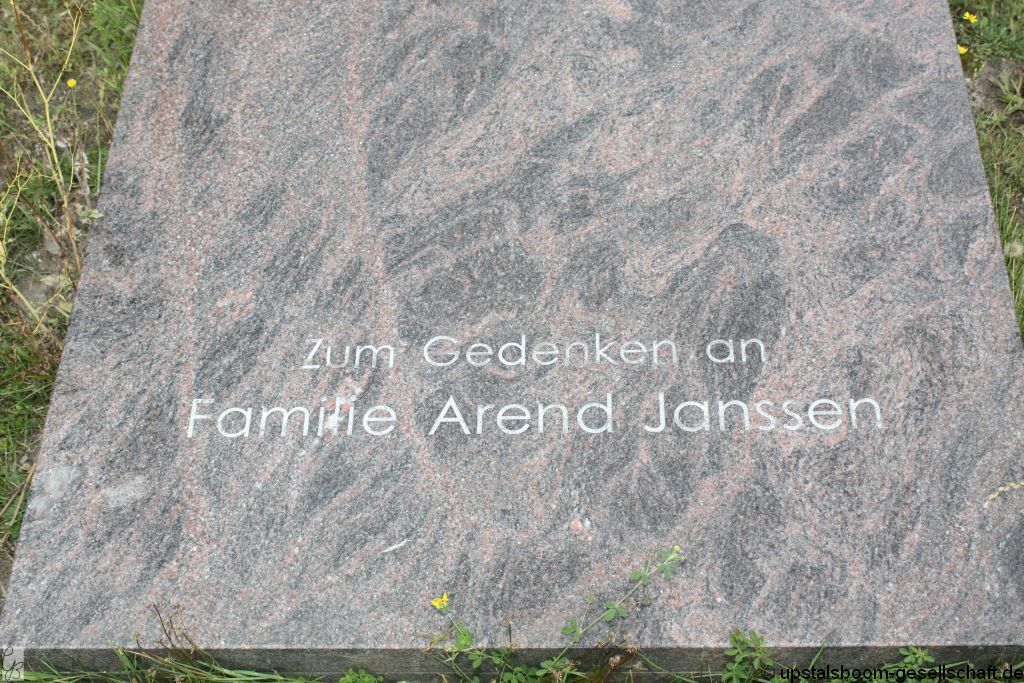 Zum Gedenken an
Familie Arend Janssen
© upstalsboom-gesellschaft.de